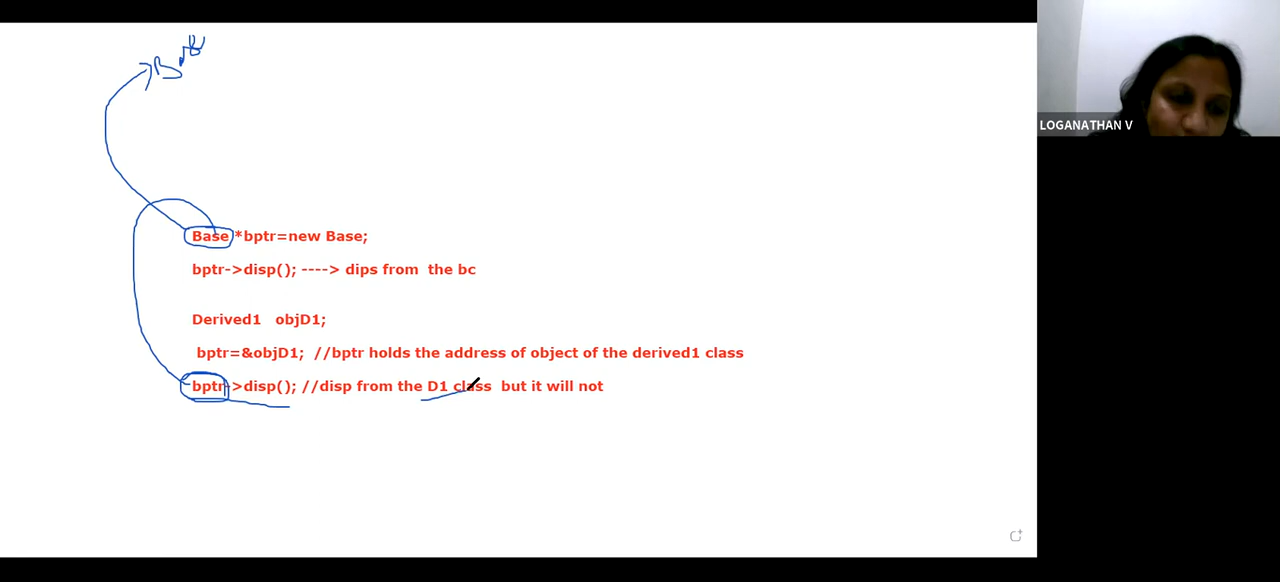 LOGANATHAN V
Base *bptr=new Base;
bptr->disp(); ----> dips from the bc
Derived1 objD1;
bptr=&objD1; //bptr holds the address of object of the derived1 class
bptr->disp(); //disp from the D1 class but it will not